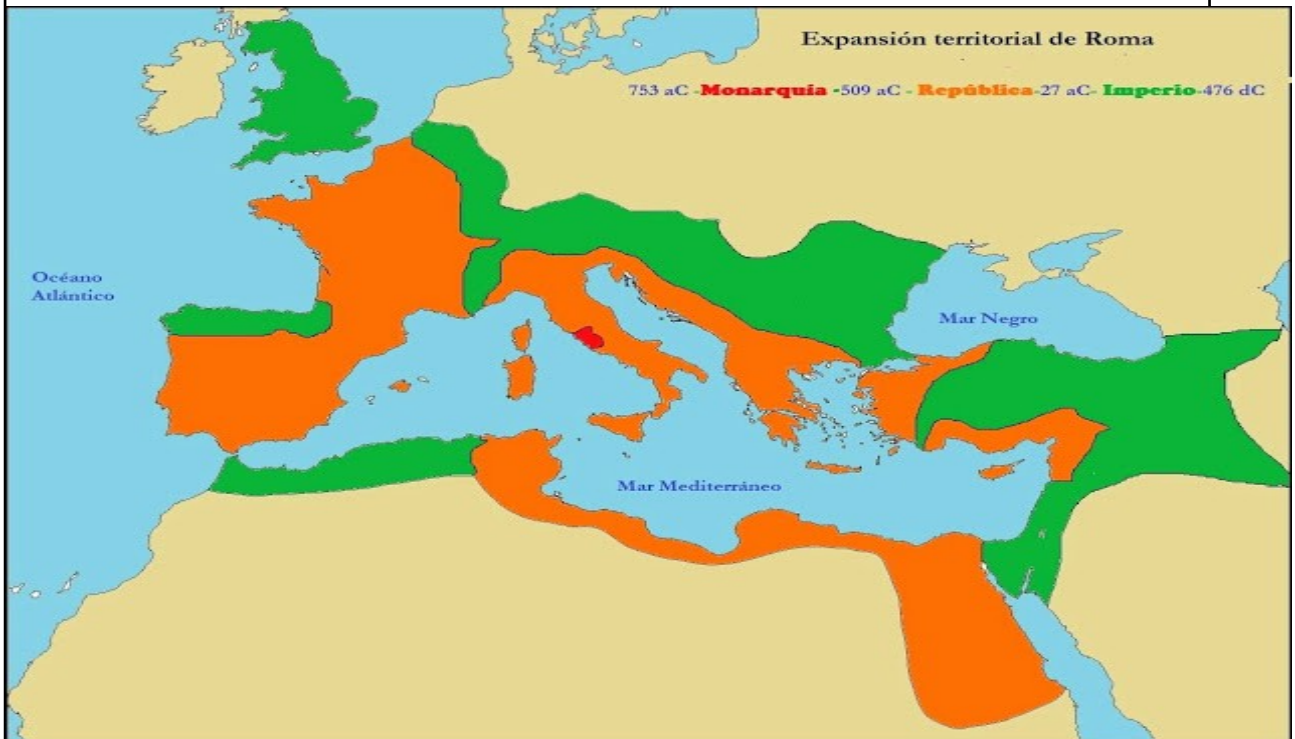 Expansión territorial de Roma
753 aC -Monarquía -509 aC - República-27 aC- Imperio-476 dC
Océano
Atlántico
Mar Negro
Mar Mediterráneo